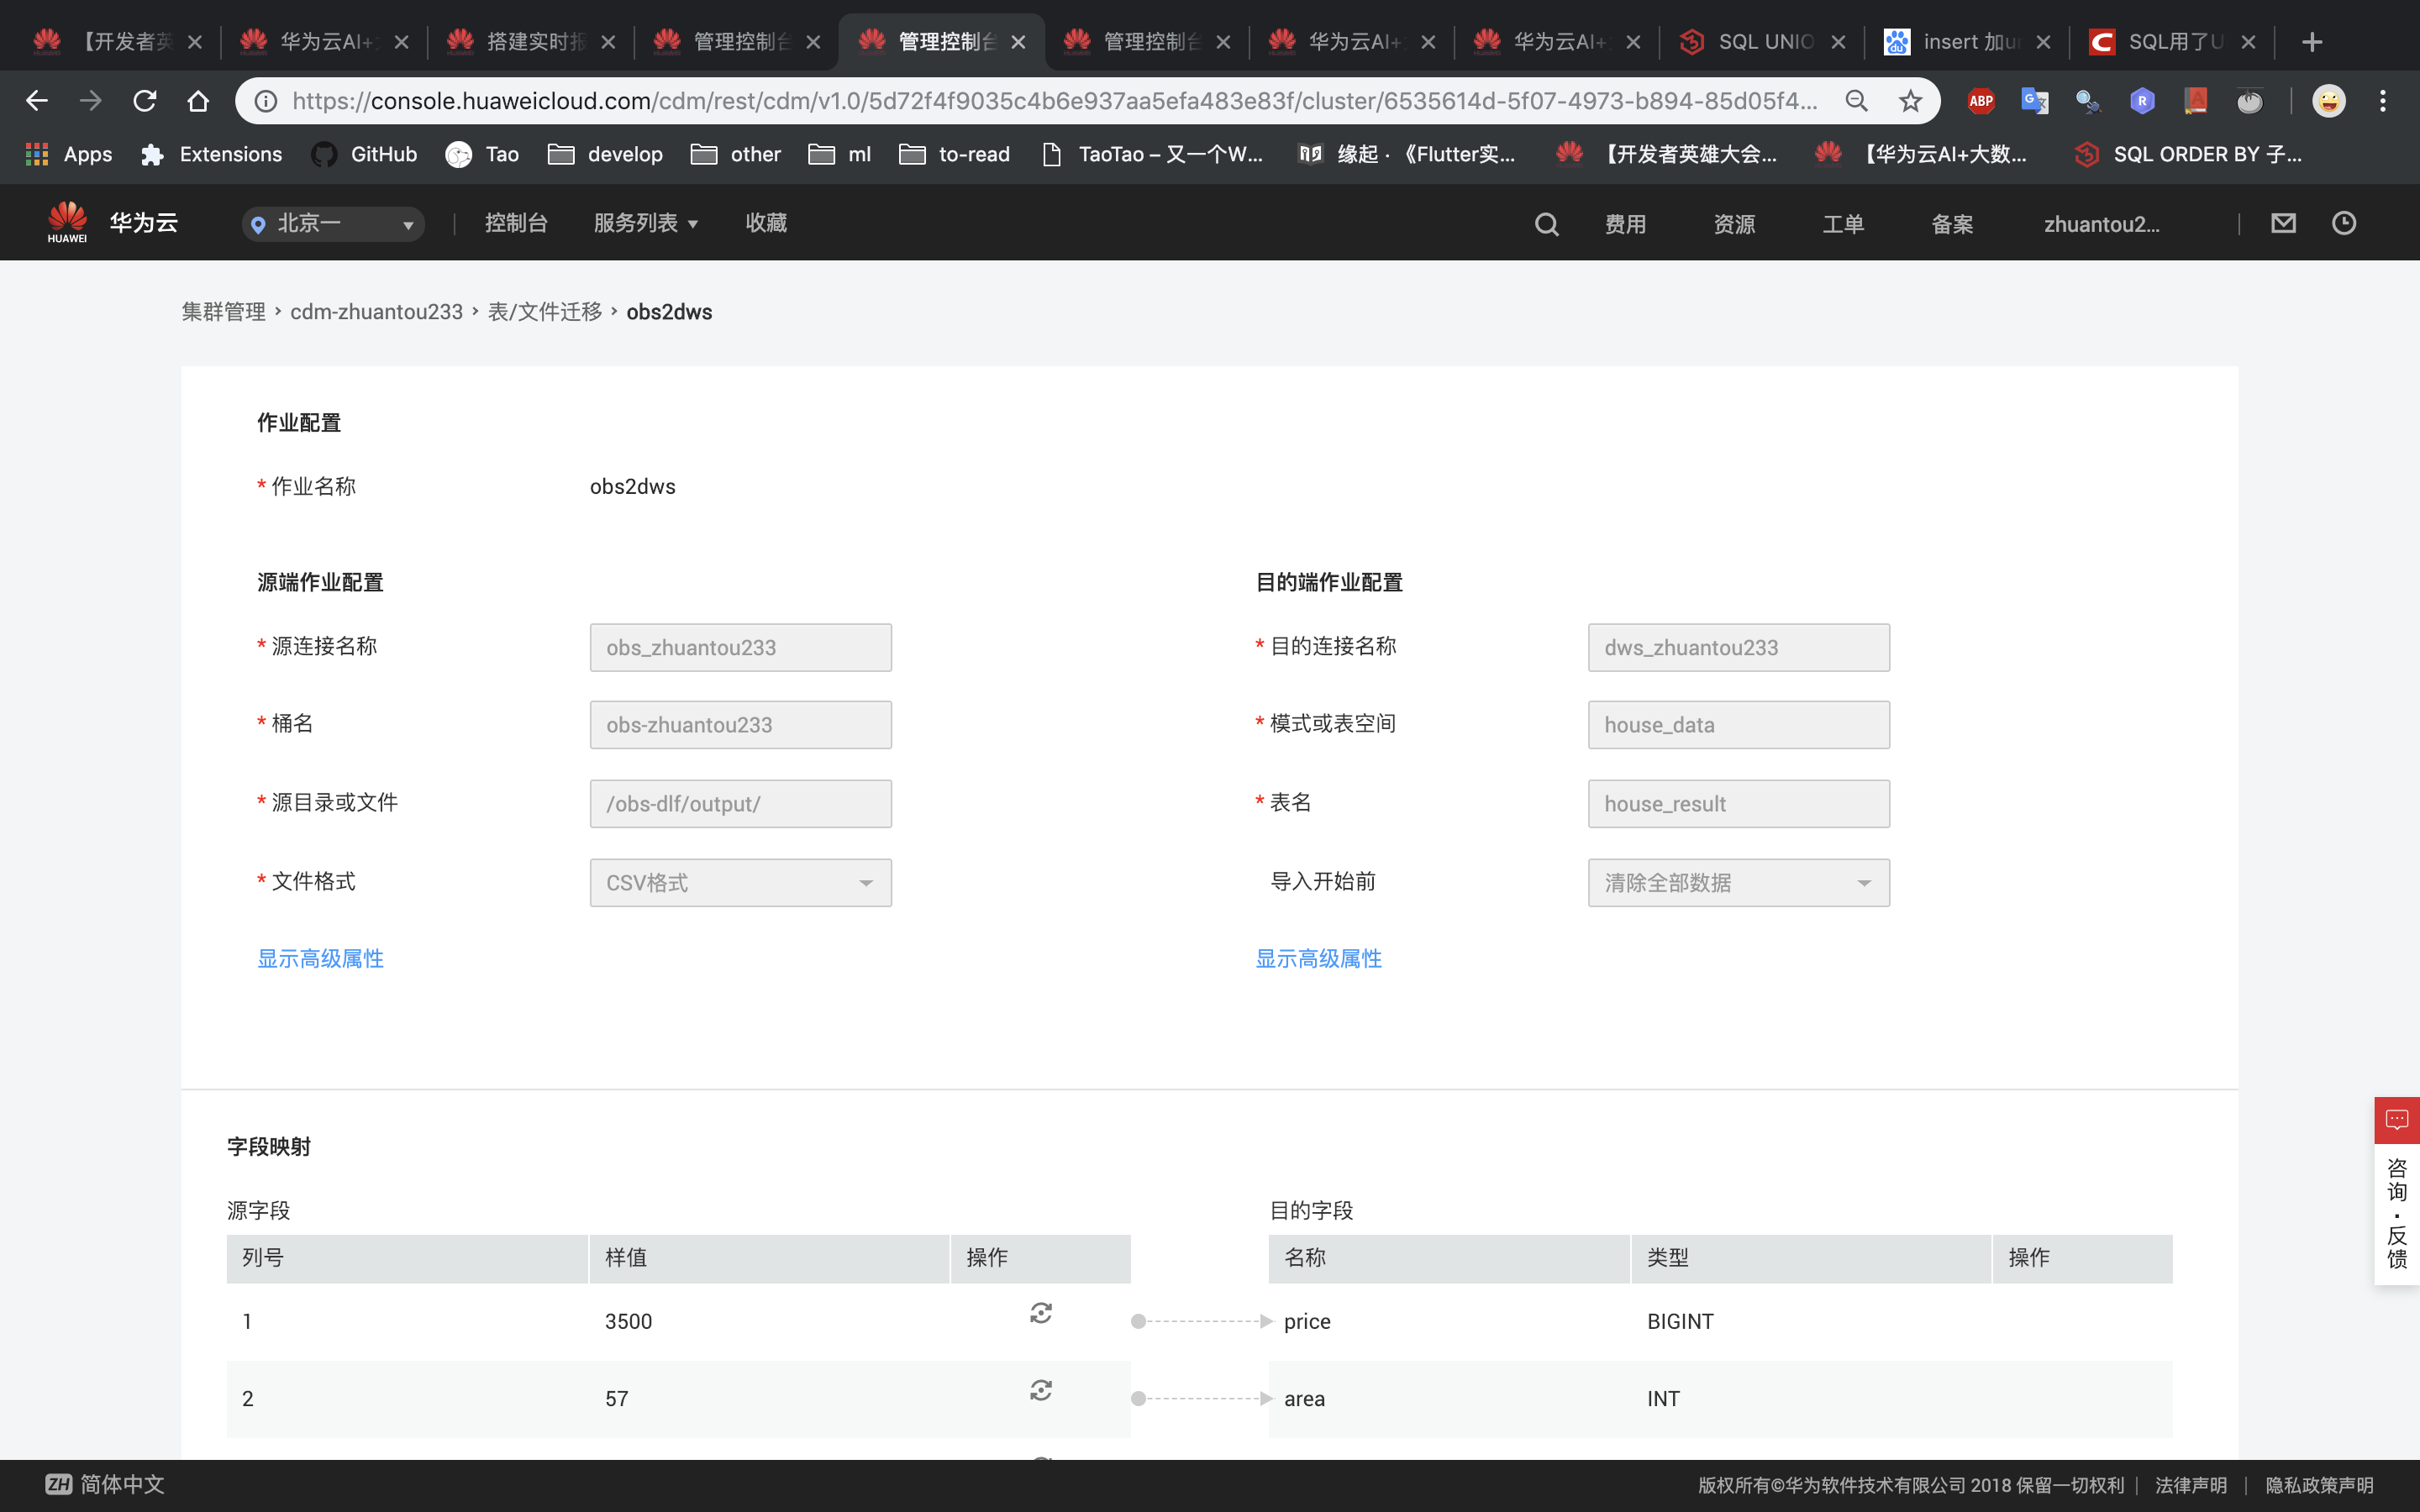 【开发者英
华为云AI+
搭建实时报
管理控制台
管理控制台
管理控制台
华为云AI+
华为云AI+
SQL UNIO
insert 加u
SQL用了U
https://console.huaweicloud.com/cdm/rest/cdm/v1.0/5d72f4f9035c4b6e937aa5efa483e83f/cluster/6535614d-5f07-4973-b894-85d05f4...
ABP
Apps
Extensions
GitHub
Tao
develop
other
ml
to-read
TaoTao – 又一个W...
缘起 · 《Flutter实...
【开发者英雄大会...
【华为云AI+大数...
SQL ORDER BY 子...
HUAWEI
华为云
北京一
控制台
服务列表
收藏
费用
资源
工单
备案
zhuantou2...
集群管理 › cdm-zhuantou233 › 表/文件迁移 › obs2dws
作业配置
* 作业名称
obs2dws
源端作业配置
目的端作业配置
* 源连接名称
obs_zhuantou233
* 目的连接名称
dws_zhuantou233
* 桶名
obs-zhuantou233
* 模式或表空间
house_data
* 源目录或文件
/obs-dlf/output/
* 表名
house_result
* 文件格式
CSV格式
导入开始前
清除全部数据
显示高级属性
显示高级属性
字段映射
源字段
目的字段
列号 样值 操作
名称 类型 操作
1 3500
price BIGINT
2 57
area INT
咨询·反馈
ZH 简体中文
版权所有©华为软件技术有限公司 2018 保留一切权利 | 法律声明 | 隐私政策声明